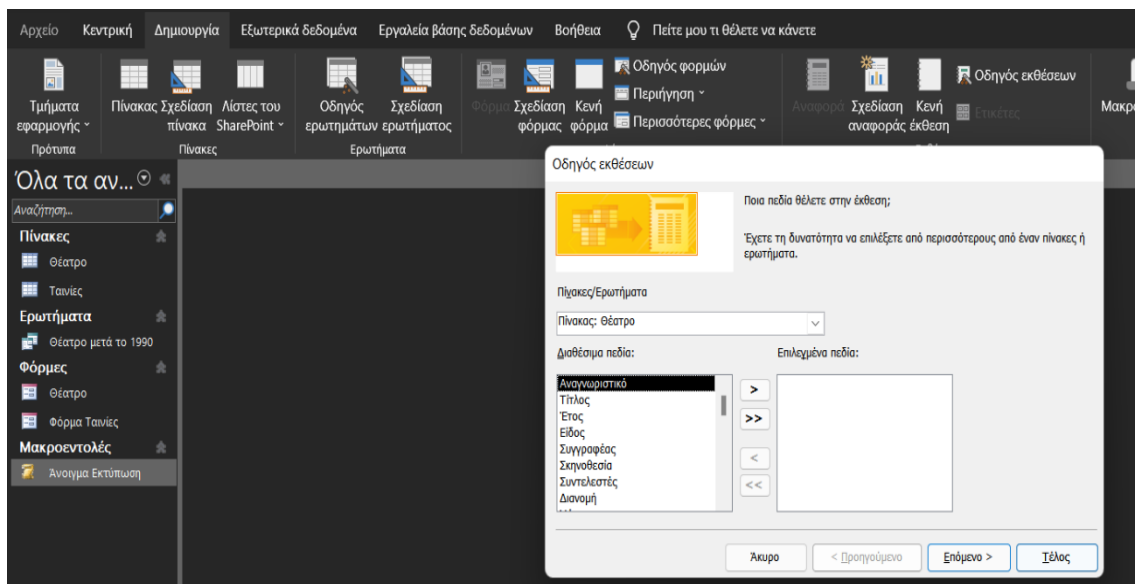 Αρχείο Κεντρική Δημιουργία Εξωτερικά δεδομένα Εργαλεία βάσης δεδομένων Βοήθεια Πείτε μου τι θέλετε να κάνετε
Τμήματα εφαρμογής
Πίνακας
Σχεδίαση πίνακα
Λίστες του SharePoint
Οδηγός ερωτημάτων
Σχεδίαση ερωτήματος
Φόρμα
Σχεδίαση φόρμας
Κενή φόρμα
Οδηγός φορμών
Περιήγηση
Περισσότερες φόρμες
Αναφορά
Σχεδίαση αναφοράς
Κενή έκθεση
Οδηγός εκθέσεων
Ετικέτες
Πρότυπα Πίνακες Ερωτήματα
Όλα τα αν...
Αναζήτηση...
Πίνακες
Θέατρο
Ταινίες
Ερωτήματα
Θέατρο μετά το 1990
Φόρμες
Θέατρο
Φόρμα Ταινίες
Μακροεντολές
Άνοιγμα Εκτύπωση
Οδηγός εκθέσεων
Ποια πεδία θέλετε στην έκθεση;
Έχετε τη δυνατότητα να επιλέξετε από περισσότερους από έναν πίνακες ή
ερωτήματα.
Πίνακες/Ερωτήματα
Πίνακας: Θέατρο
Διαθέσιμα πεδία: Επιλεγμένα πεδία:
Αναγνωριστικό
Τίτλος
Έτος
Είδος
Συγγραφέας
Σκηνοθεσία
Συντελεστές
Διανομή
>
>>
<
<<
Άκυρο < Προηγούμενο Επόμενο > Τέλος